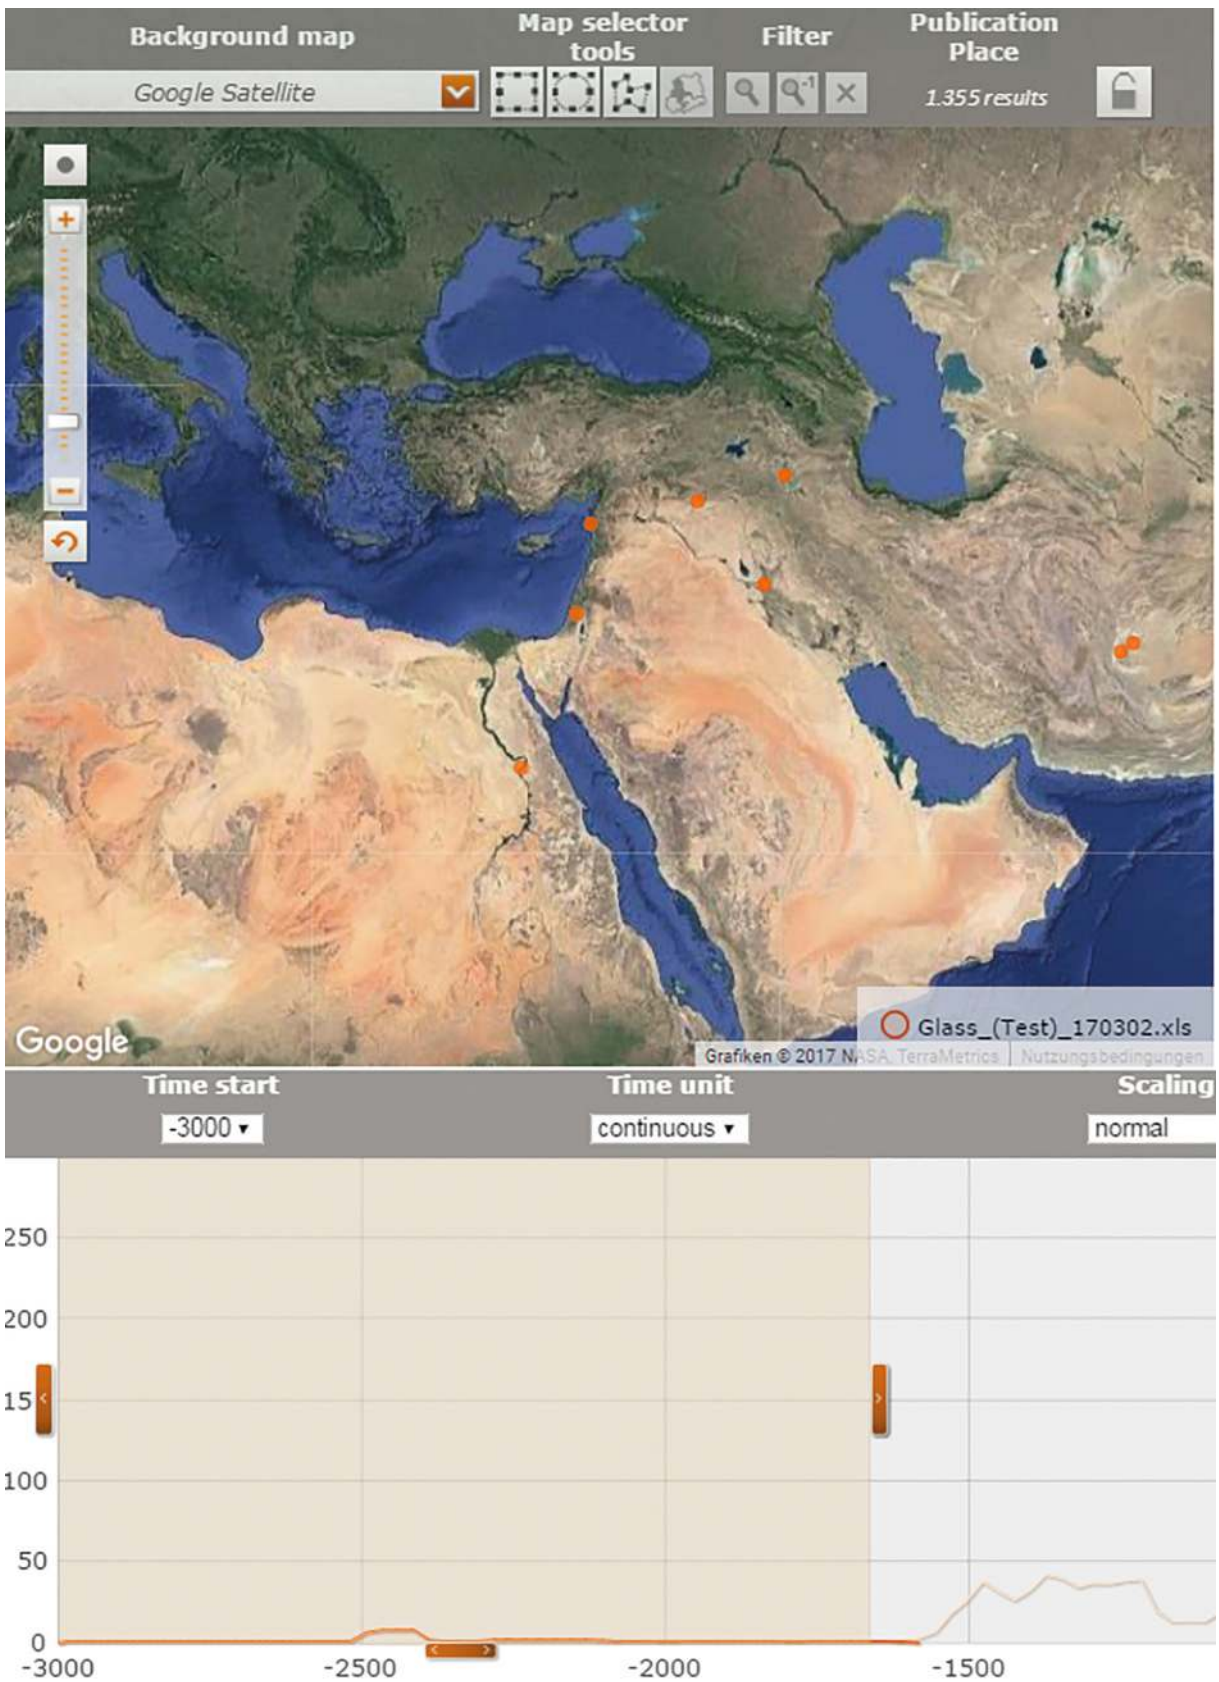 Background map
Map selector
tools
Filter
Publication
Place
Google Satellite
-1
1.355 results
+
−
Glass_(Test)_170302.xls
Google
Grafiken © 2017 NASA, TerraMetrics
Nutzungsbedingungen
Time start
Time unit
Scaling
-3000
continuous
normal
250
200
15
100
50
0
-3000
-2500
-2000
-1500